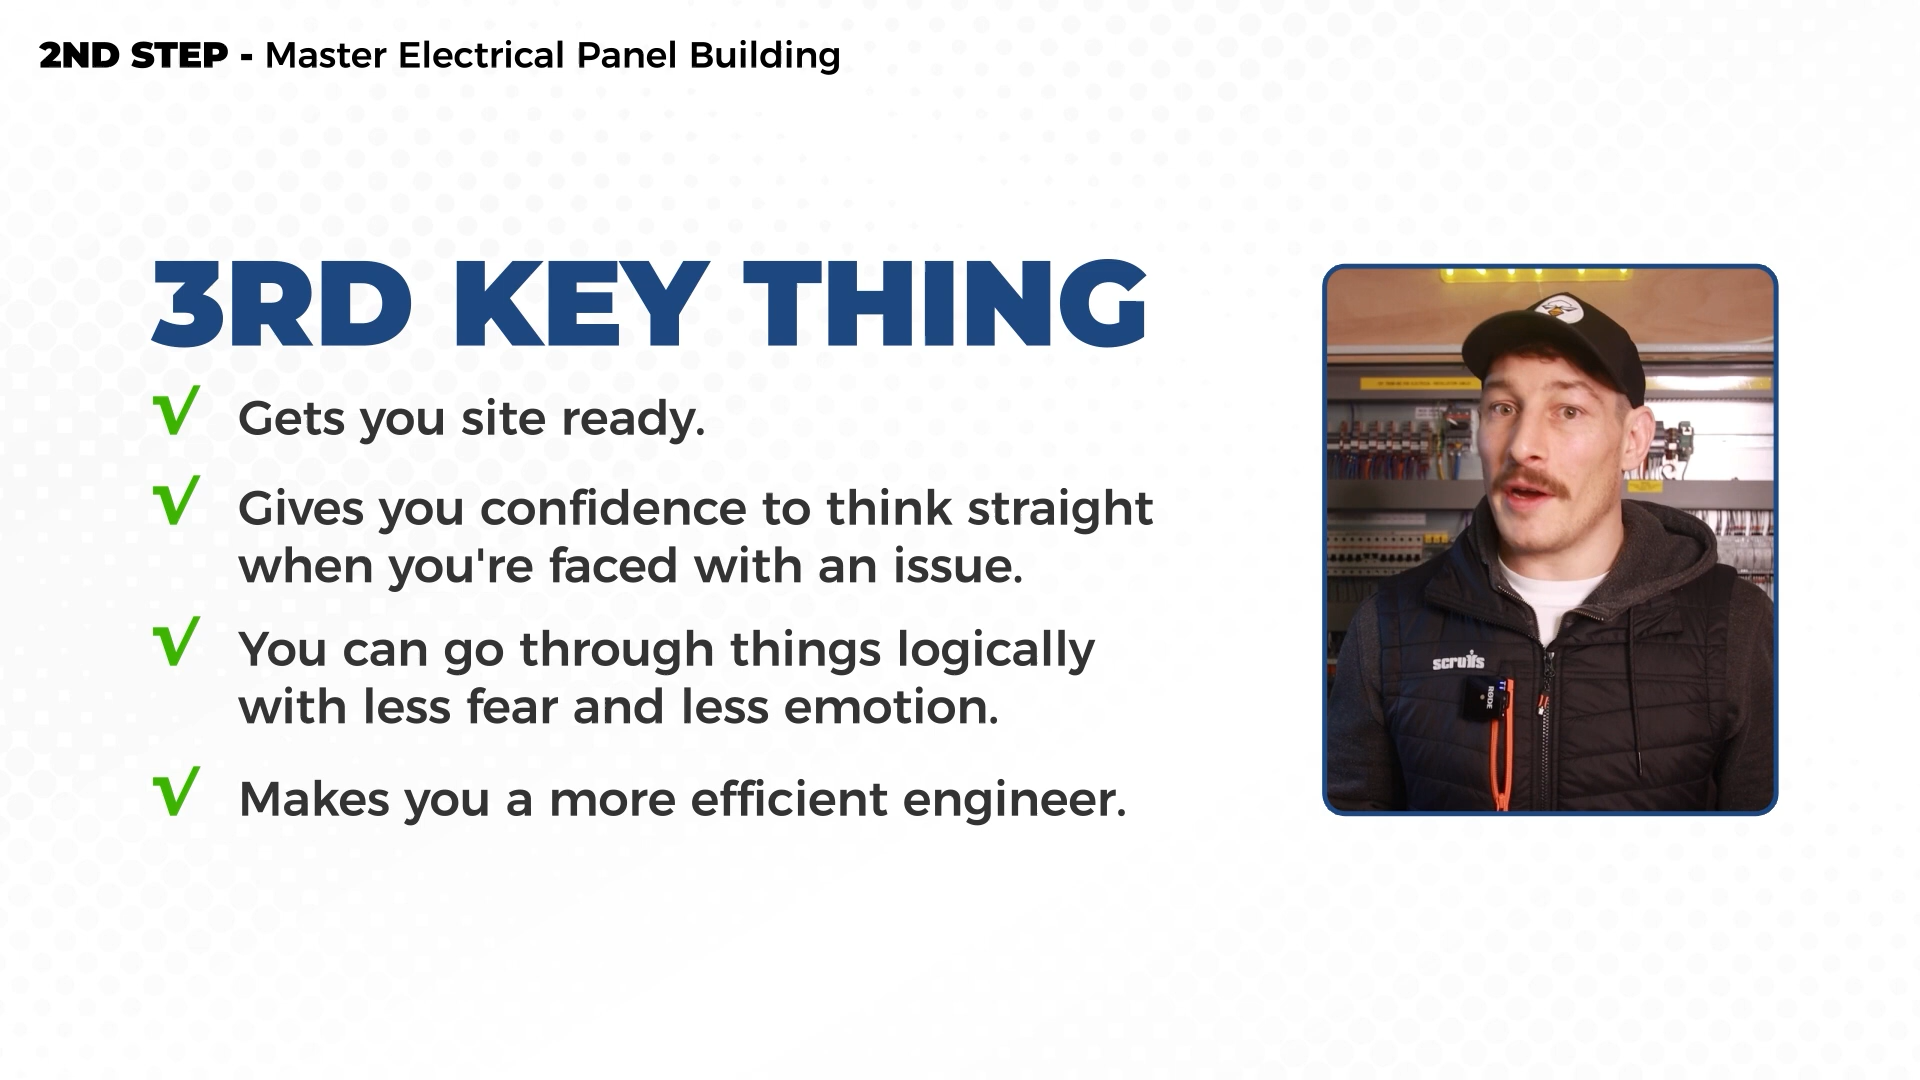 2ND STEP - Master Electrical Panel Building
3RD KEY THING
√ Gets you site ready.
√ Gives you confidence to think straight
when you're faced with an issue.
√ You can go through things logically
with less fear and less emotion.
√ Makes you a more efficient engineer.
scruffs
RODE